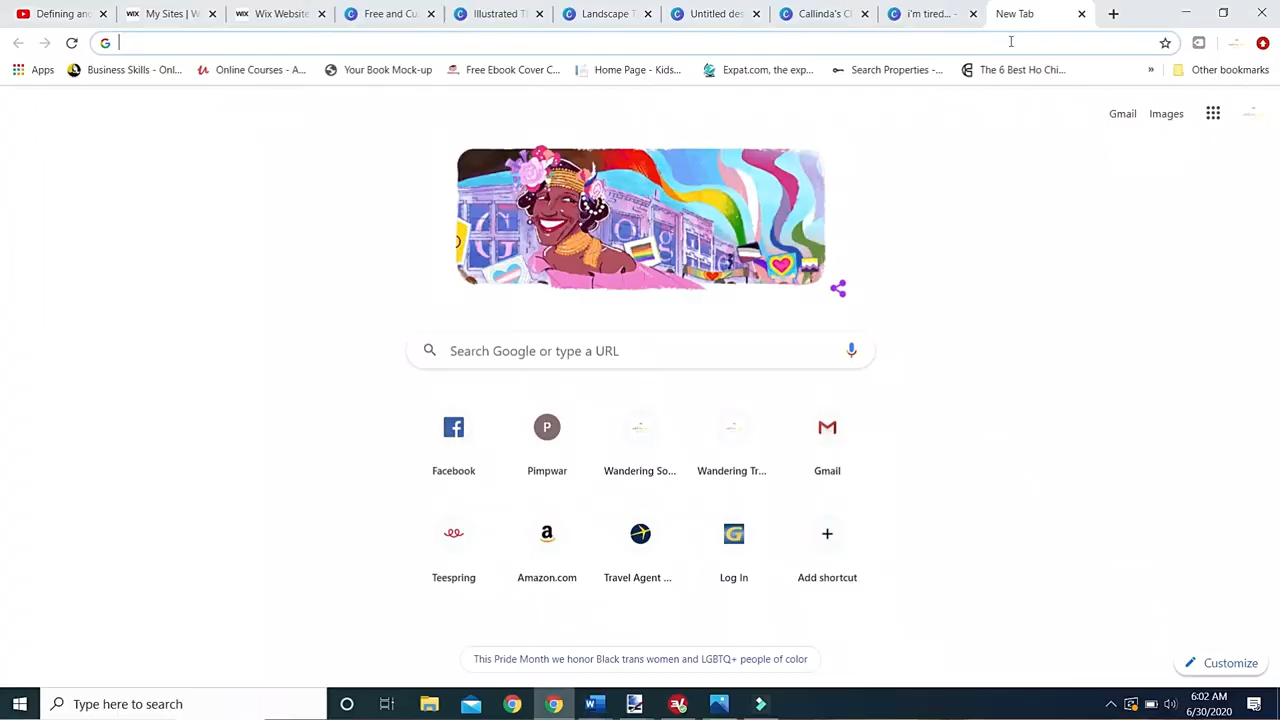 Defining and
My Sites | W
Wix Website
Free and Cu
Illustrated T
Landscape T
Untitled des
Callinda's Cl
i'm tired... -
New Tab
Apps
Business Skills - Onl...
Online Courses - A...
Your Book Mock-up
Free Ebook Cover C...
Home Page - Kids...
Expat.com, the exp...
Search Properties -...
The 6 Best Ho Chi...
»
Other bookmarks
Gmail Images
Search Google or type a URL
Facebook
P
Pimpwar
Wandering So...
Wandering Tr...
Gmail
Teespring
Amazon.com
Travel Agent ...
Log In
Add shortcut
This Pride Month we honor Black trans women and LGBTQ+ people of color
Customize
Type here to search
6:02 AM
6/30/2020